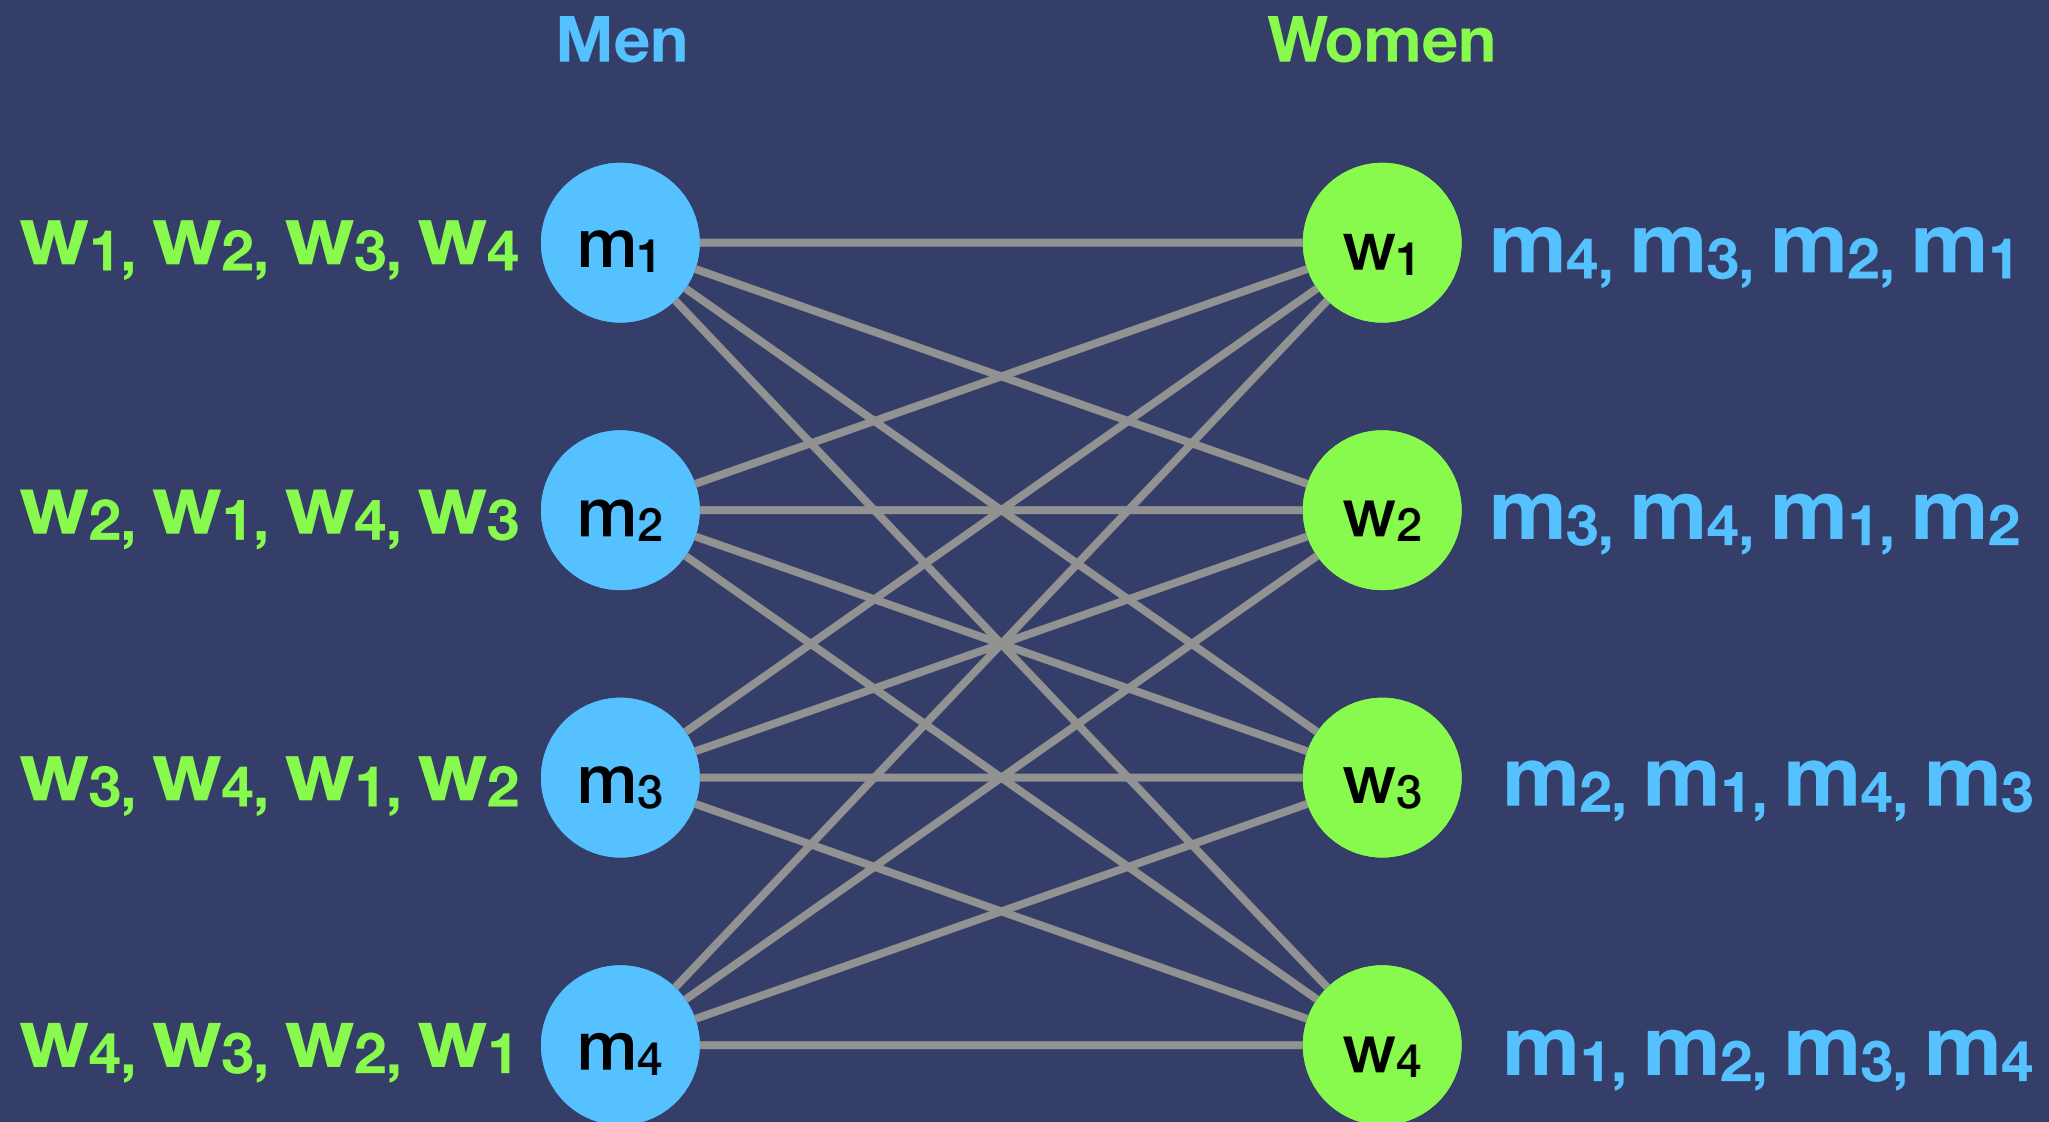 Men Women
w₁, w₂, w₃, w₄ m₁ w₁ m₄, m₃, m₂, m₁
w₂, w₁, w₄, w₃ m₂ w₂ m₃, m₄, m₁, m₂
w₃, w₄, w₁, w₂ m₃ w₃ m₂, m₁, m₄, m₃
w₄, w₃, w₂, w₁ m₄ w₄ m₁, m₂, m₃, m₄